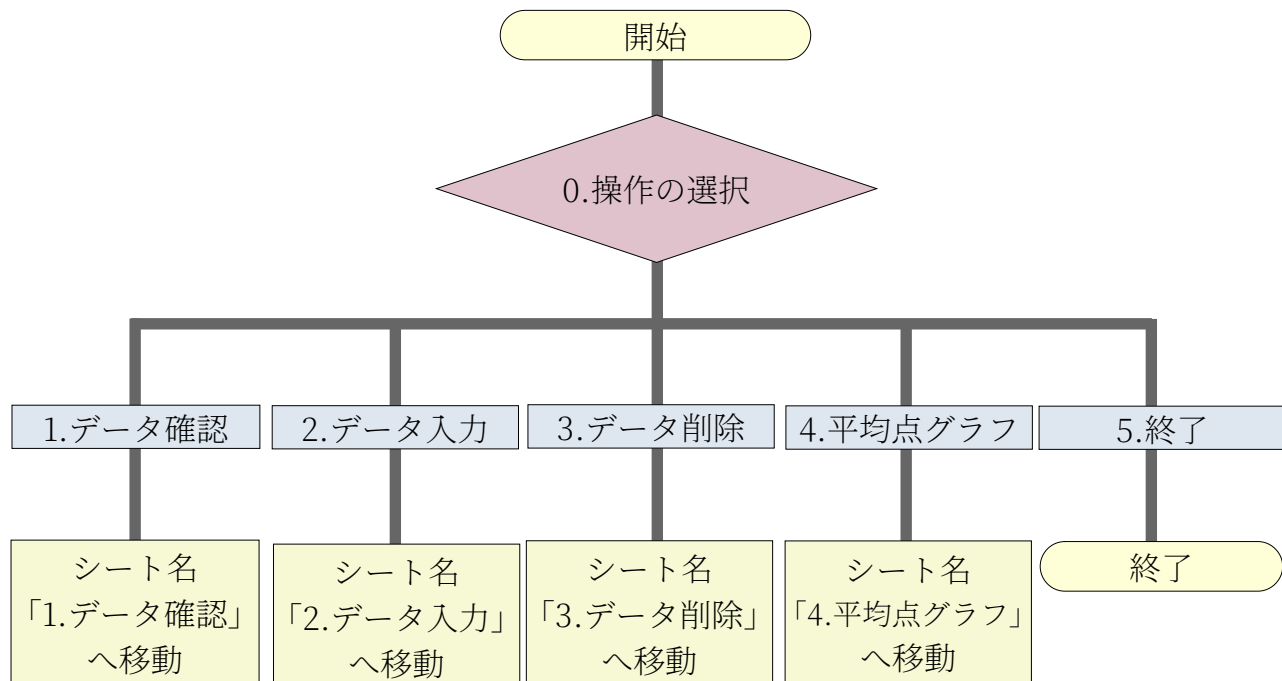 開始
0.操作の選択
1.データ確認
2.データ入力
3.データ削除
4.平均点グラフ
5.終了
シート名
「1.データ確認」
へ移動
シート名
「2.データ入力」
へ移動
シート名
「3.データ削除」
へ移動
シート名
「4.平均点グラフ」
へ移動
終了